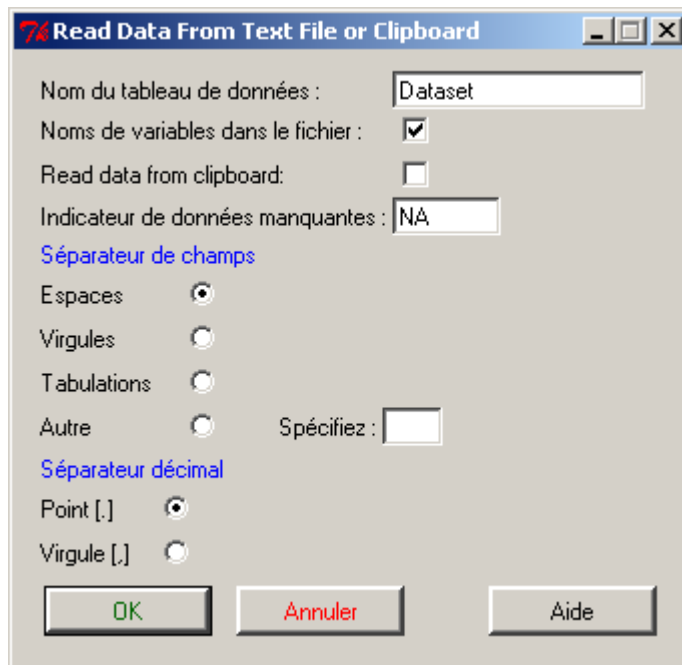 Read Data From Text File or Clipboard
Nom du tableau de données : Dataset
Noms de variables dans le fichier :
Read data from clipboard:
Indicateur de données manquantes : NA
Séparateur de champs
Espaces
Virgules
Tabulations
Autre Spécifiez :
Séparateur décimal
Point [.]
Virgule [,]
OK Annuler Aide